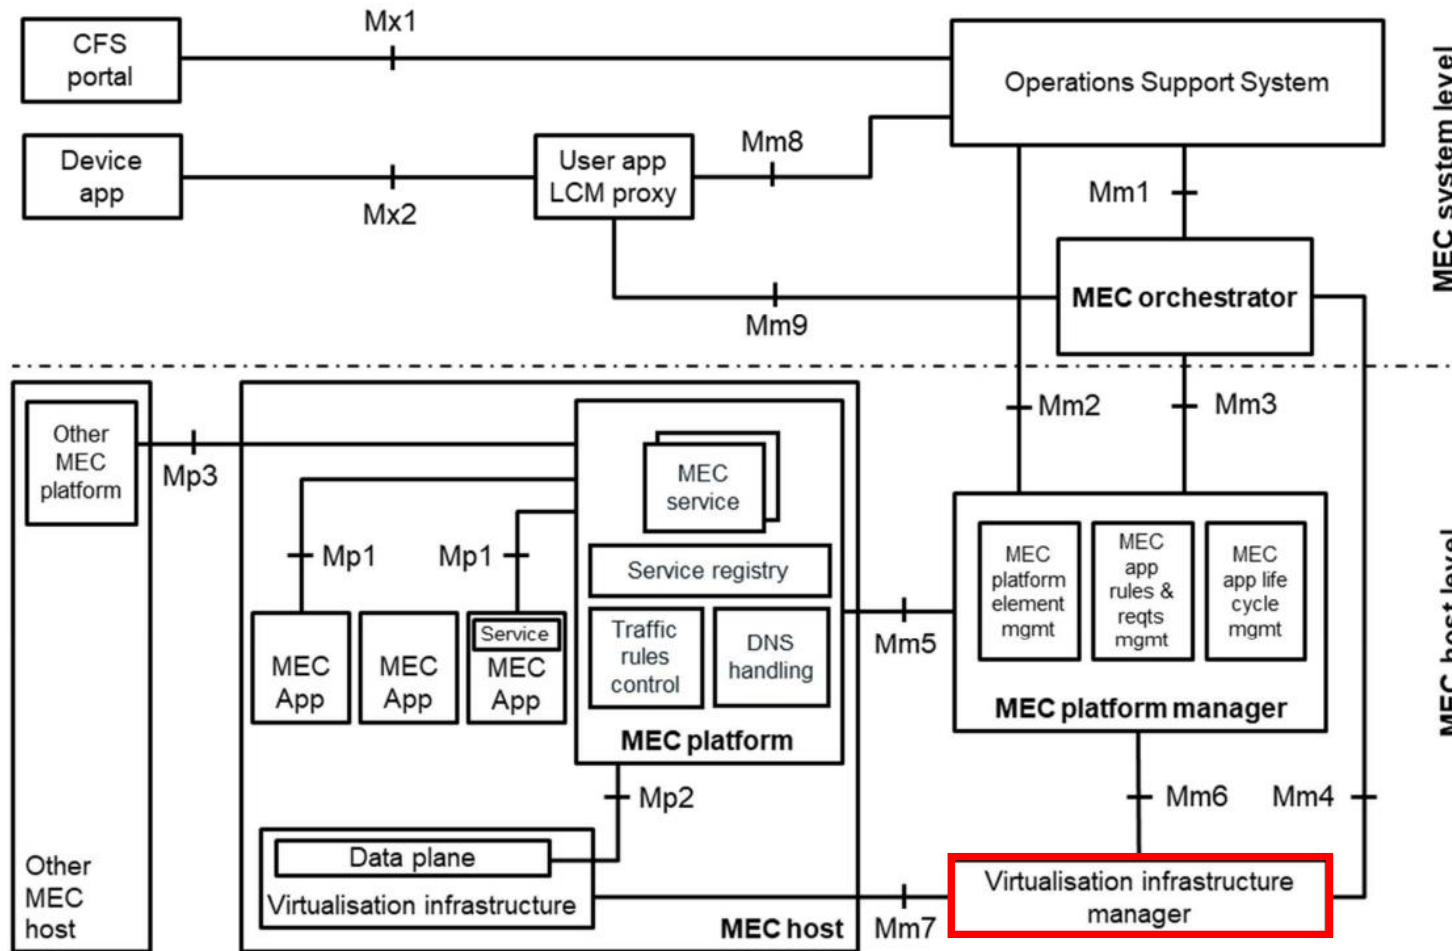 Mx1
CFS
portal
Operations Support System
Device
app
Mx2
User app
LCM proxy
Mm8
Mm1
MEC orchestrator
Mm9
MEC system level
Other
MEC
platform
Mp3
MEC
service
Service registry
Traffic
rules
control
DNS
handling
MEC platform
Mp1
Mp1
MEC
App
MEC
App
Service
MEC
App
Mm2
Mm3
Mm5
MEC
platform
element
mgmt
MEC
app
rules &
reqts
mgmt
MEC
app life
cycle
mgmt
MEC platform manager
MEC host level
Mp2
Mm6
Mm4
Data plane
Virtualisation infrastructure
MEC host
Mm7
Virtualisation infrastructure
manager
Other
MEC
host